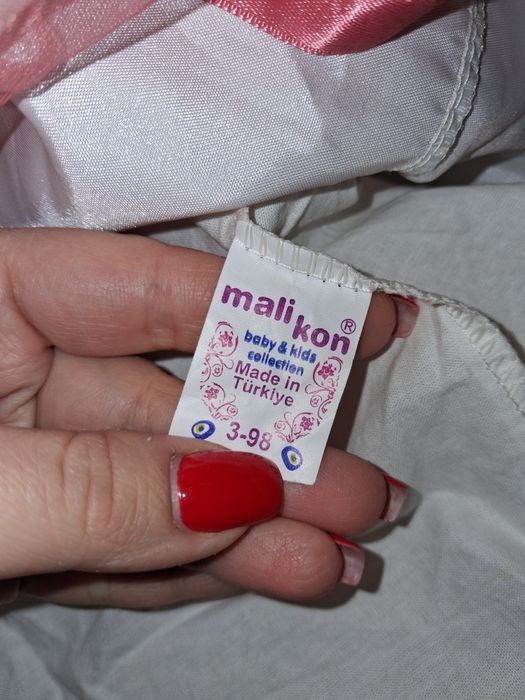 mali
kon®
baby & kids
collection
Made in
Türkiye
3-98